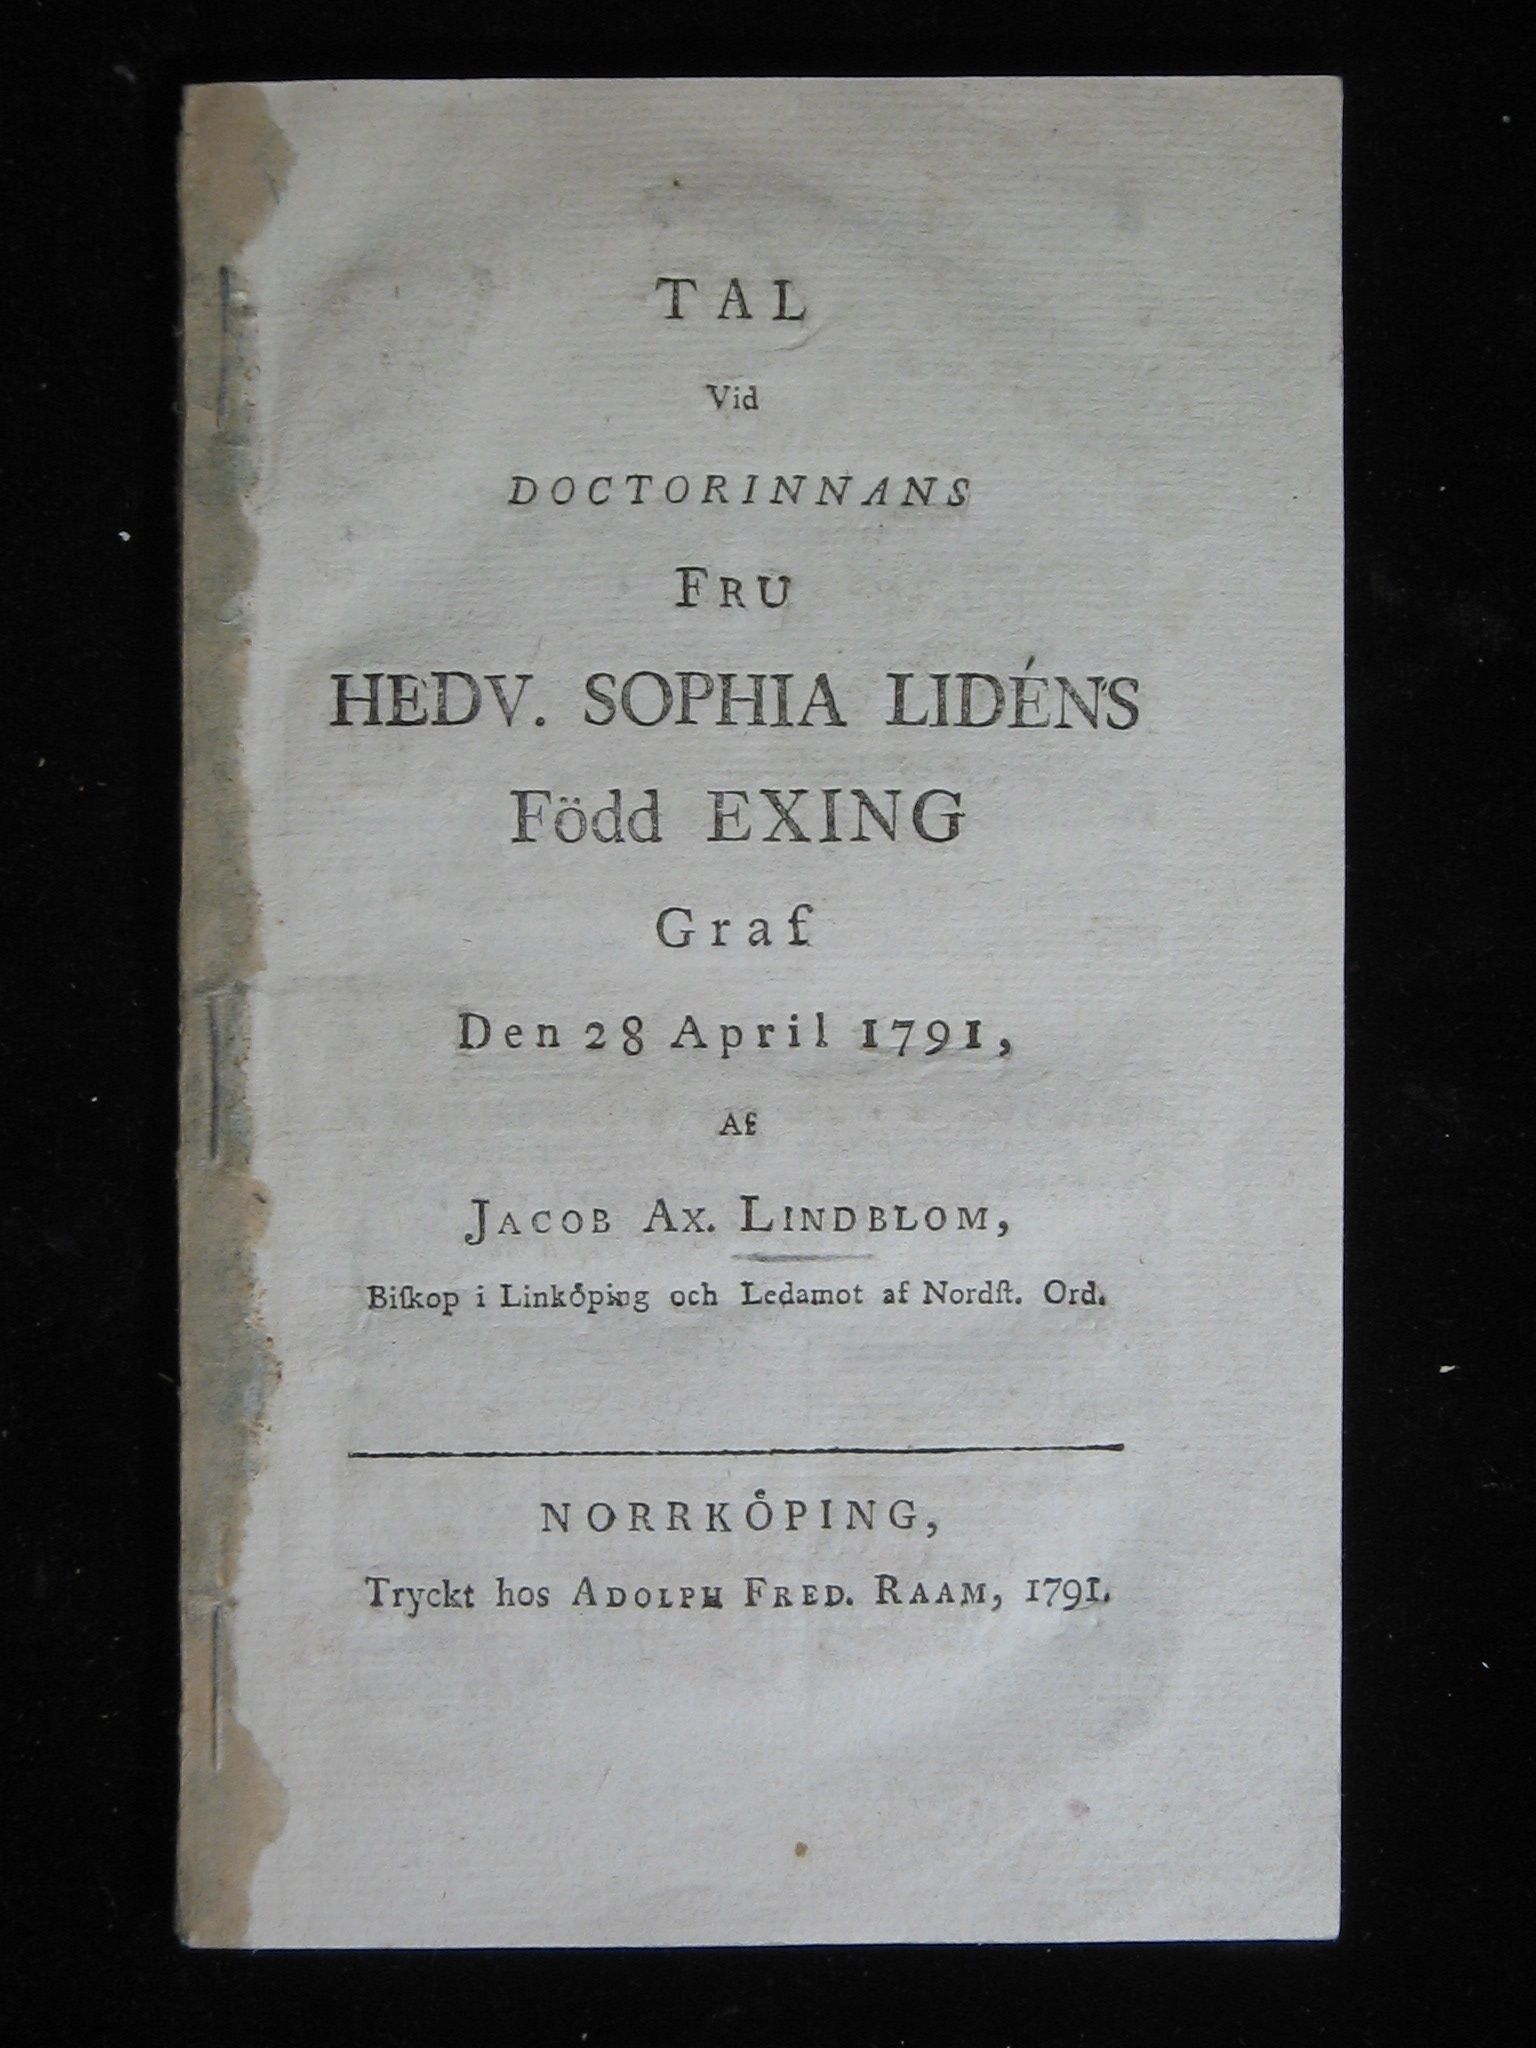 TAL
Vid
DOCTORINNANS
FRU
HEDV. SOPHIA LIDÉNS
Född EXING
Graf
Den 28 April 1791,
Af
JACOB AX. LINDBLOM,
Biſkop i Linköping och Ledamot af Nordſt. Ord.
NORRKÖPING,
Tryckt hos ADOLPH FRED. RAAM, 1791.